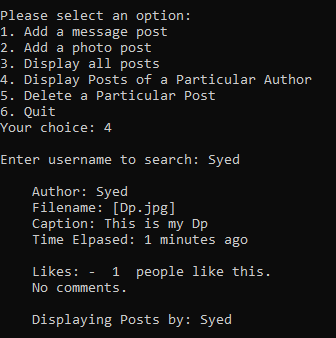 Please select an option:
1. Add a message post
2. Add a photo post
3. Display all posts
4. Display Posts of a Particular Author
5. Delete a Particular Post
6. Quit
Your choice: 4
Enter username to search: Syed
Author: Syed
Filename: [Dp.jpg]
Caption: This is my Dp
Time Elpased: 1 minutes ago
Likes: -  1  people like this.
No comments.
Displaying Posts by: Syed